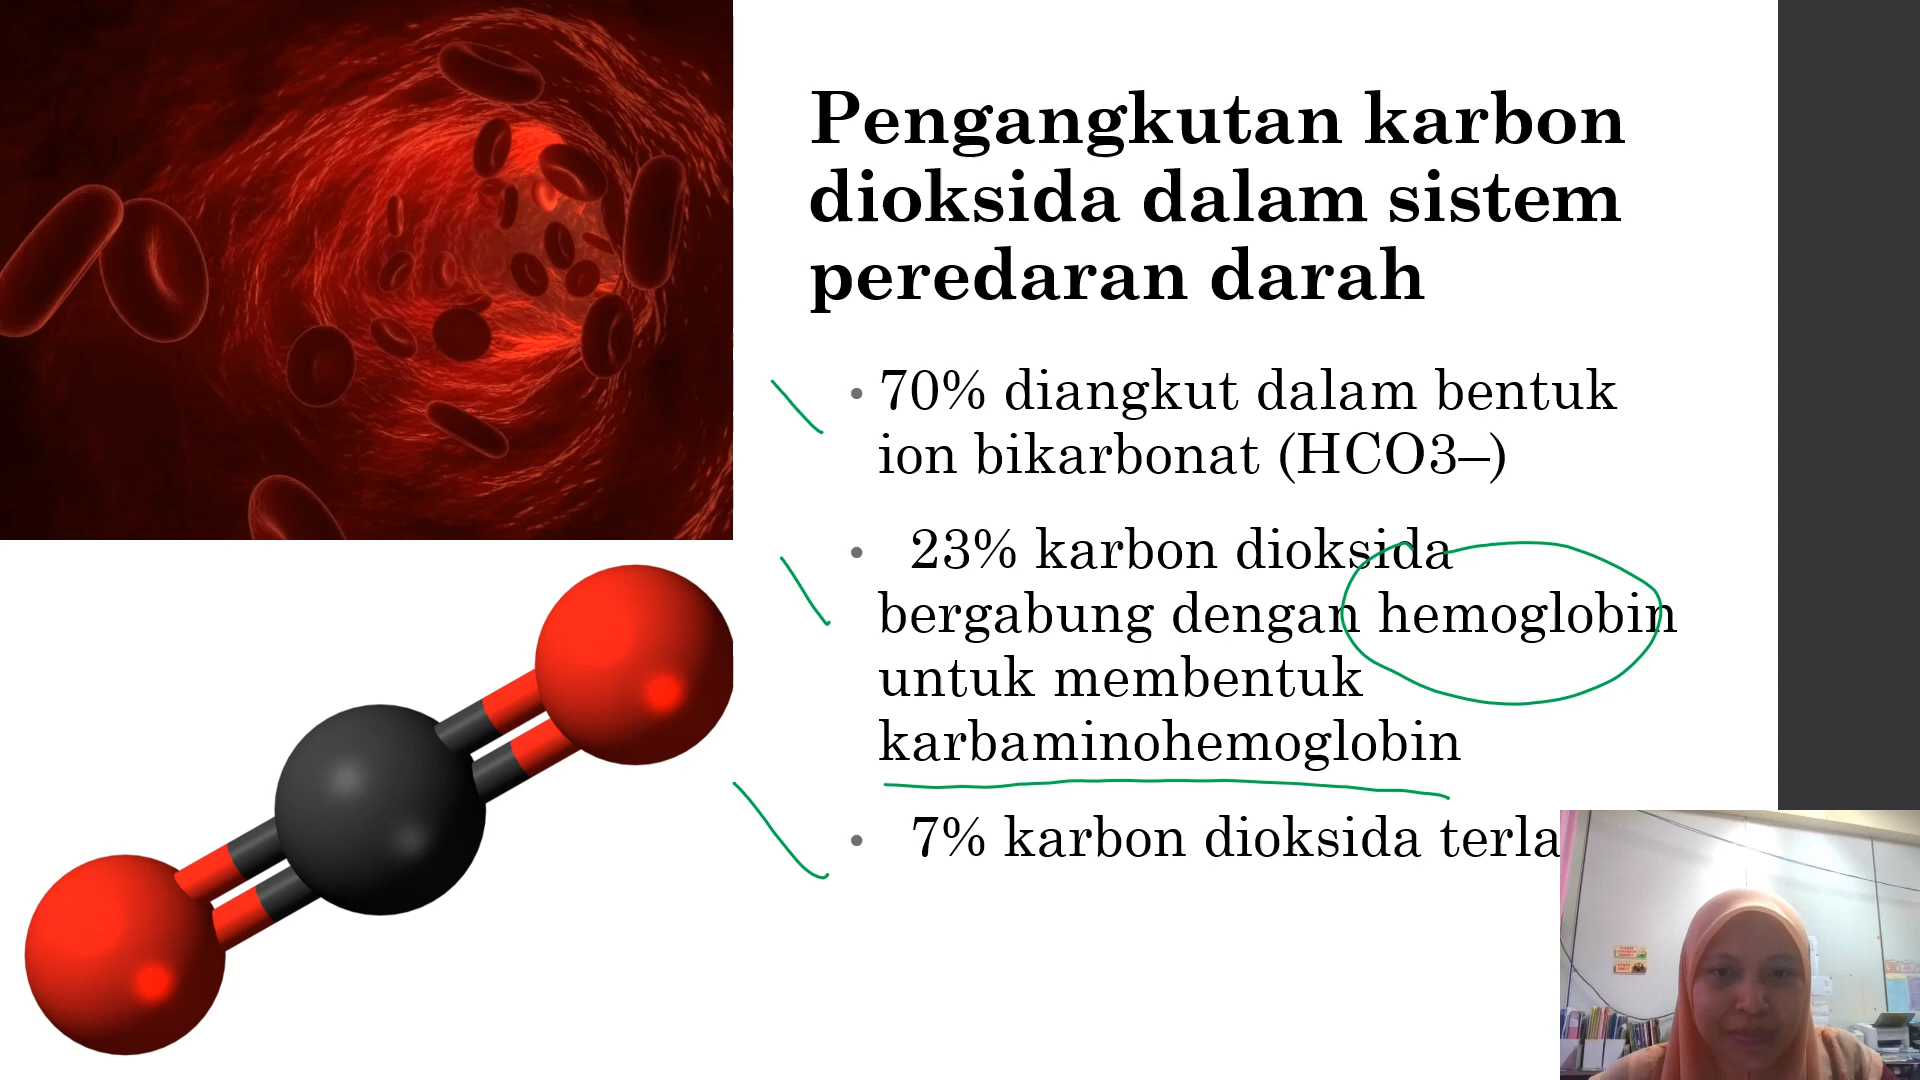 Pengangkutan karbon
dioksida dalam sistem
peredaran darah
• 70% diangkut dalam bentuk
ion bikarbonat (HCO3–)
• 23% karbon dioksida
bergabung dengan hemoglobin
untuk membentuk
karbaminohemoglobin
• 7% karbon dioksida terla